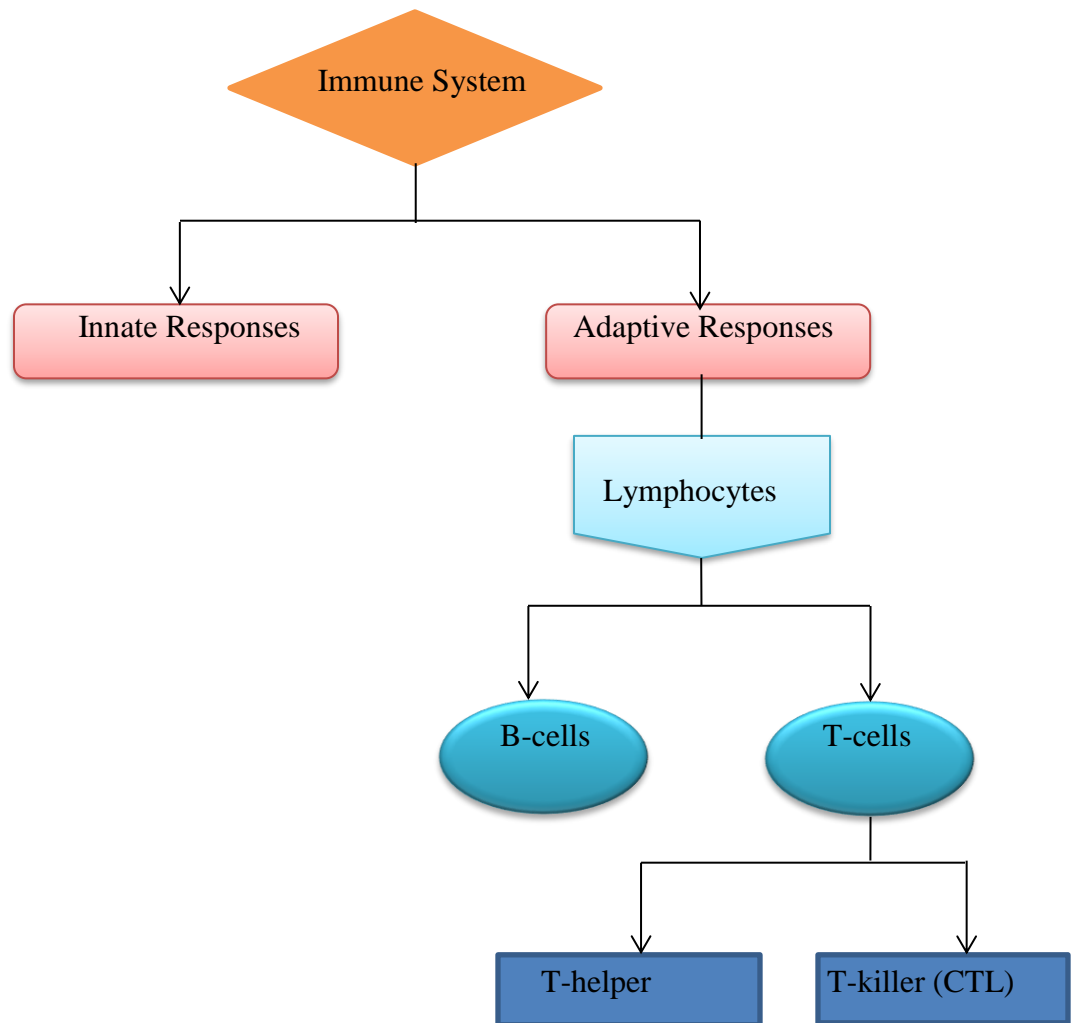 Immune System
Innate Responses
Adaptive Responses
Lymphocytes
B-cells
T-cells
T-helper
T-killer (CTL)